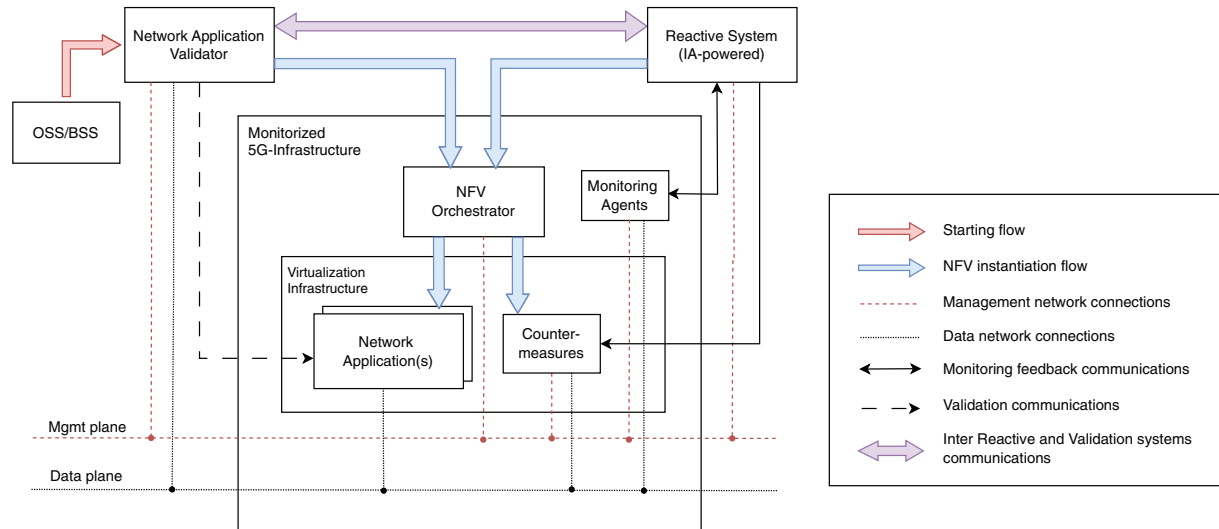 Network Application
Validator
Reactive System
(IA-powered)
OSS/BSS
Monitorized
5G-Infrastructure
NFV
Orchestrator
Monitoring
Agents
Virtualization
Infrastructure
Network
Application(s)
Counter-
measures
Mgmt plane
Data plane
Starting flow
NFV instantiation flow
Management network connections
Data network connections
Monitoring feedback communications
Validation communications
Inter Reactive and Validation systems
communications